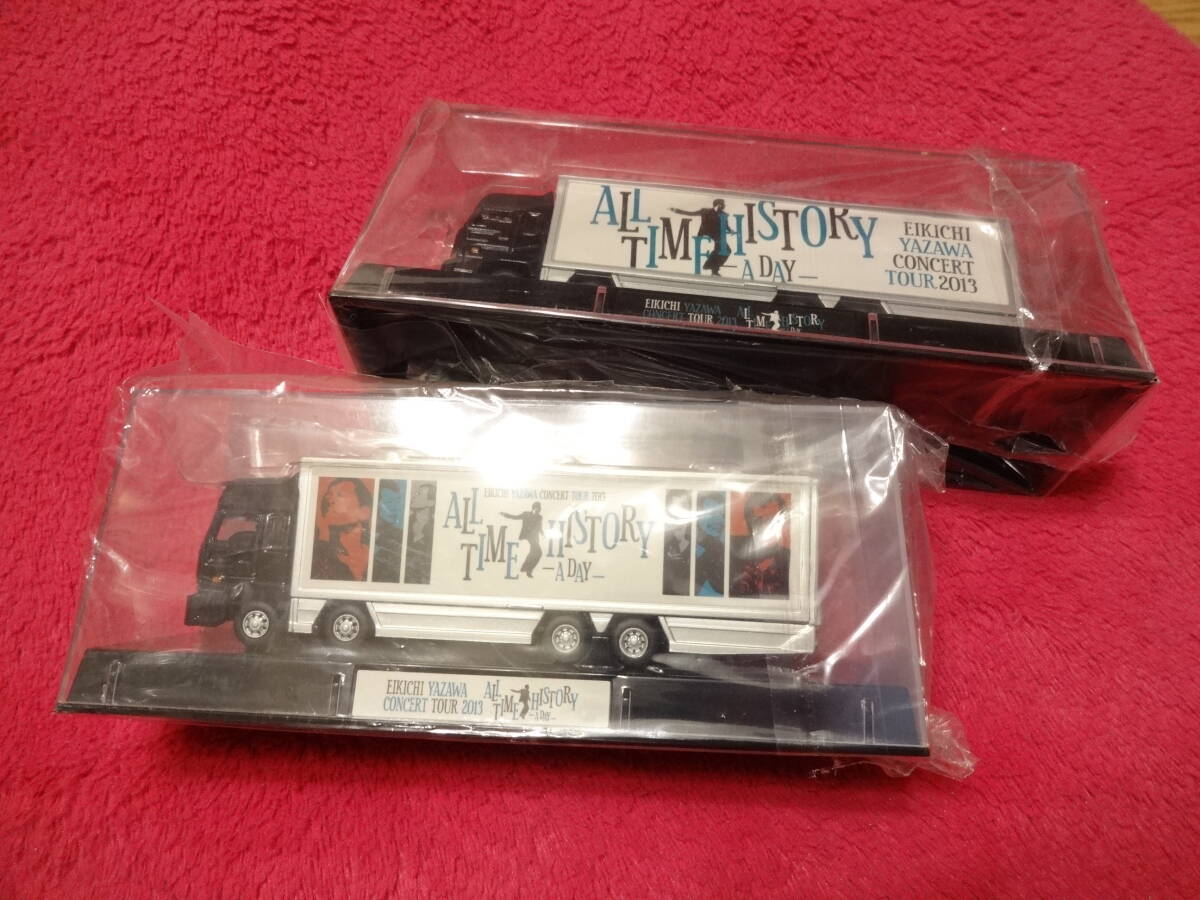 ALL
TIME HISTORY
— A DAY —
EIKICHI
YAZAWA
CONCERT
TOUR 2013
EIKICHI YAZAWA
CONCERT TOUR 2013
ALL
TIME HISTORY
EIKICHI YAZAWA CONCERT TOUR 2013
ALL
TIME HISTORY
— A DAY —
EIKICHI YAZAWA
CONCERT TOUR 2013
ALL
TIME HISTORY
— A DAY —